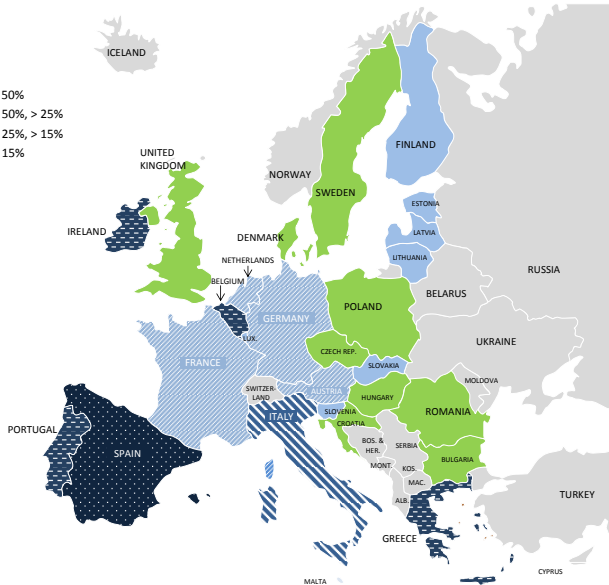 ICELAND
50%
50%, > 25%
25%, > 15%
15%
UNITED
KINGDOM
FINLAND
NORWAY
SWEDEN
ESTONIA
IRELAND
LATVIA
DENMARK
LITHUANIA
NETHERLANDS
RUSSIA
BELGIUM
BELARUS
POLAND
GERMANY
LUX.
UKRAINE
CZECH REP.
FRANCE
SLOVAKIA
MOLDOVA
SWITZER-
LAND
AUSTRIA
HUNGARY
ITALY
SLOVENIA
ROMANIA
CROATIA
PORTUGAL
BOS. &
HER.
SERBIA
SPAIN
BULGARIA
MONT.
KOS.
MAC.
TURKEY
ALB.
GREECE
CYPRUS
MALTA